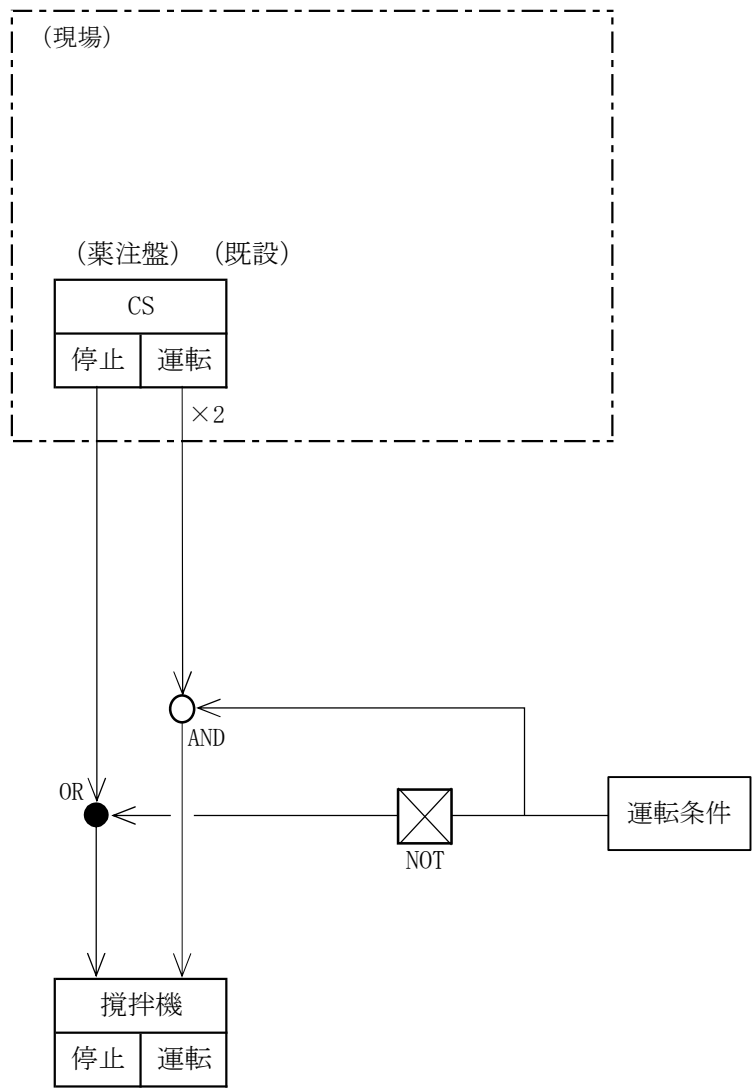 (現場)
(薬注盤) (既設)
CS
停止 運転
×2
AND
OR
運転条件
NOT
撹拌機
停止 運転